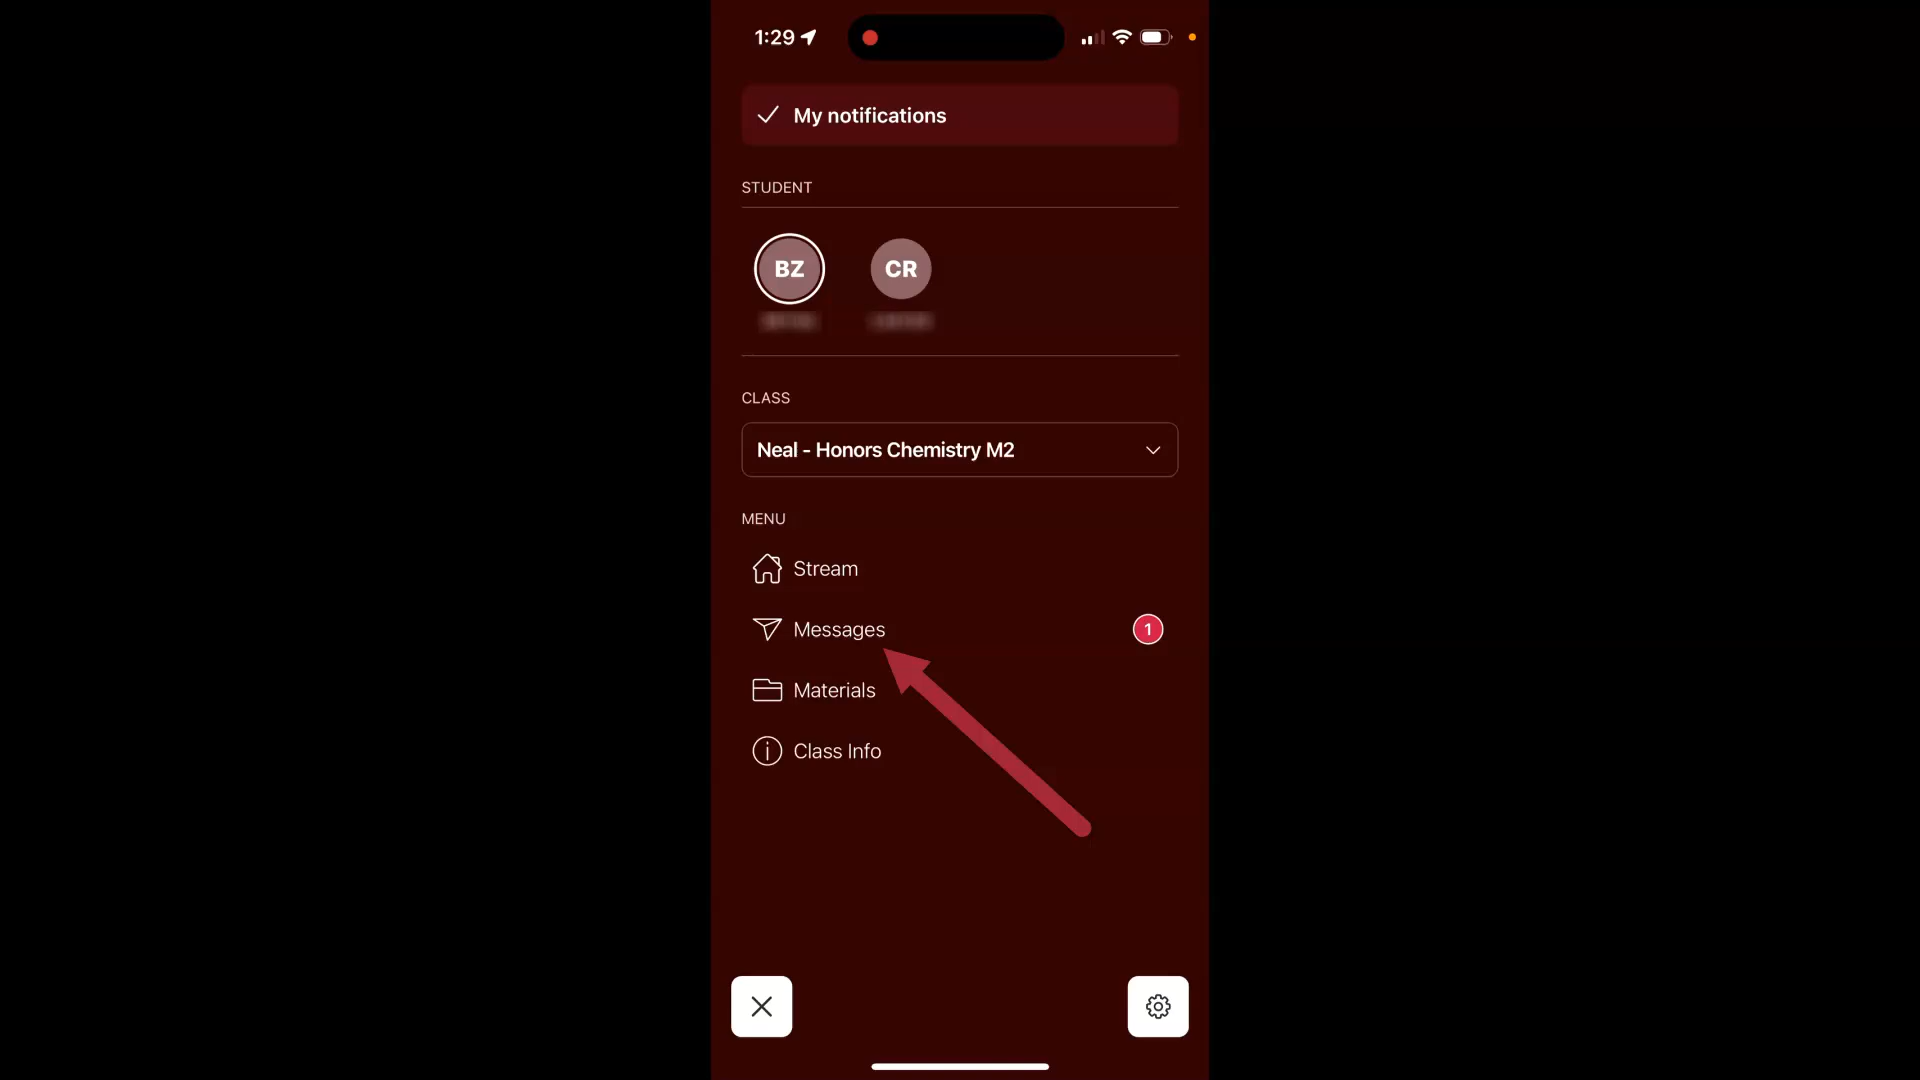 1:29
My notifications
STUDENT
BZ
CR
CLASS
Neal - Honors Chemistry M2
MENU
Stream
Messages
1
Materials
Class Info